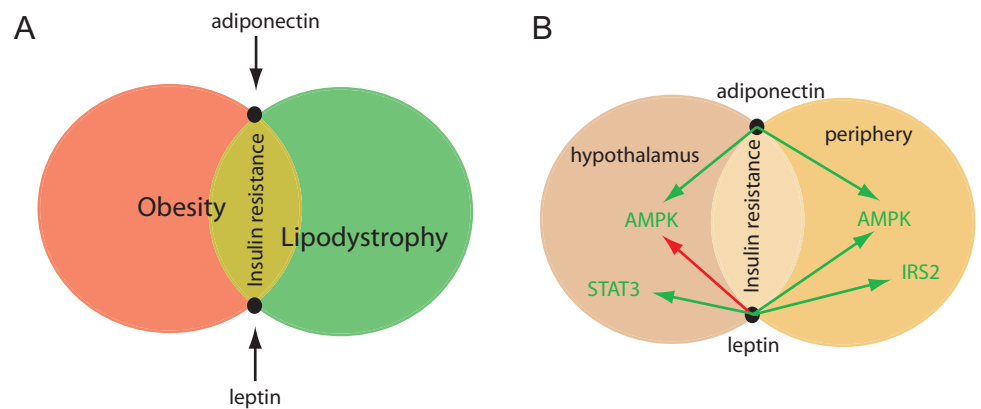 A
adiponectin
Obesity
Insulin resistance
Lipodystrophy
leptin
B
adiponectin
hypothalamus
periphery
AMPK
Insulin resistance
AMPK
STAT3
IRS2
leptin